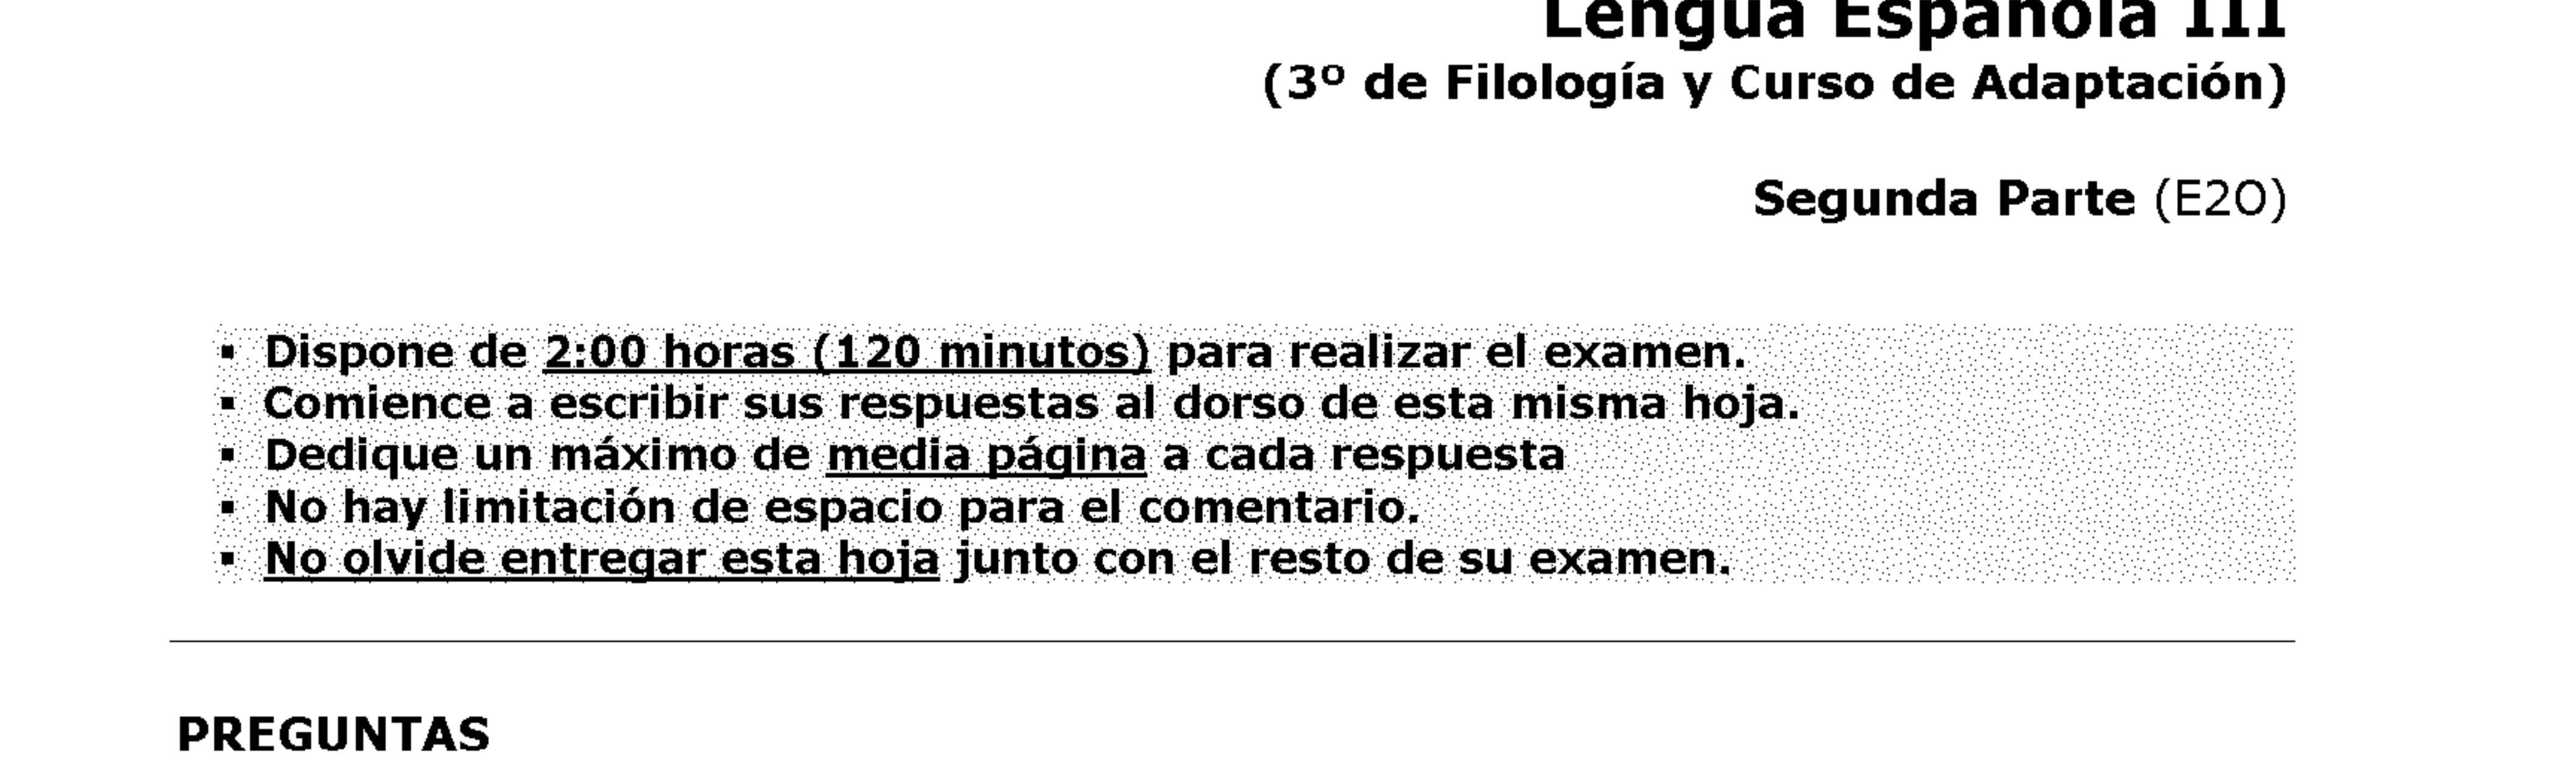 Lengua Española III
(3º de Filología y Curso de Adaptación)
Segunda Parte (E2O)
▪ Dispone de 2:00 horas (120 minutos) para realizar el examen.
▪ Comience a escribir sus respuestas al dorso de esta misma hoja.
▪ Dedique un máximo de media página a cada respuesta
▪ No hay limitación de espacio para el comentario.
▪ No olvide entregar esta hoja junto con el resto de su examen.
PREGUNTAS